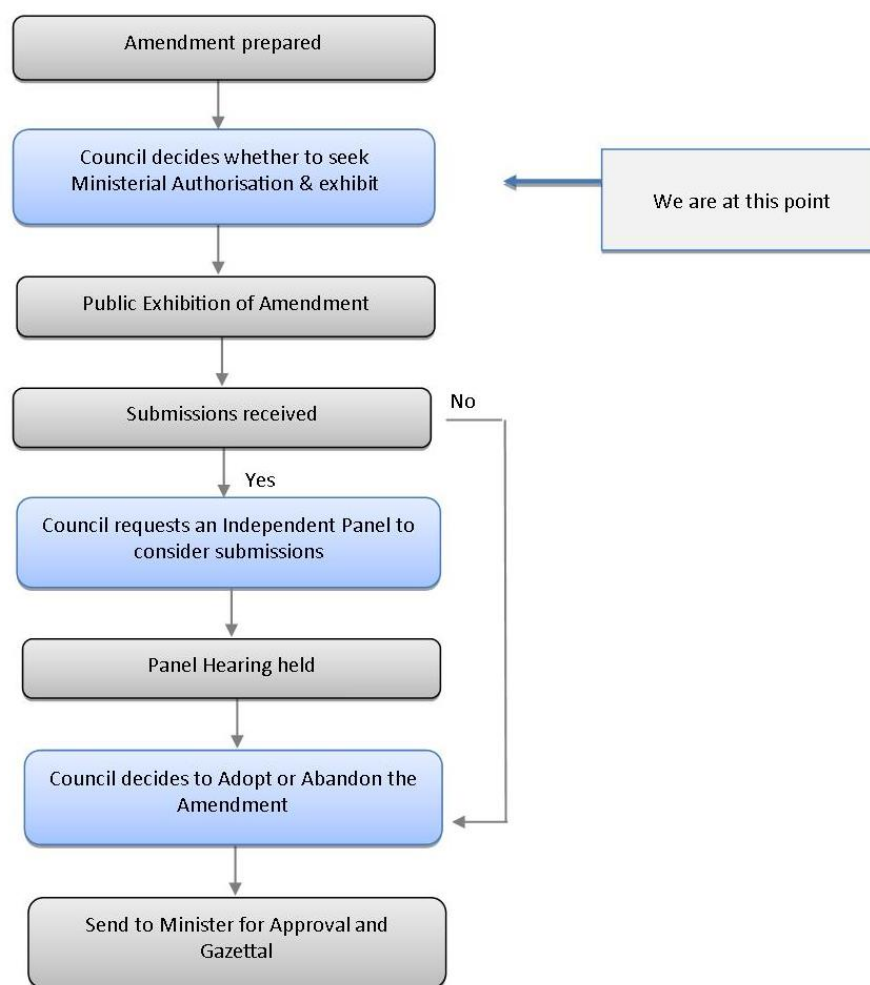 Amendment prepared
Council decides whether to seek
Ministerial Authorisation & exhibit
We are at this point
Public Exhibition of Amendment
Submissions received
No
Yes
Council requests an Independent Panel to
consider submissions
Panel Hearing held
Council decides to Adopt or Abandon the
Amendment
Send to Minister for Approval and
Gazettal